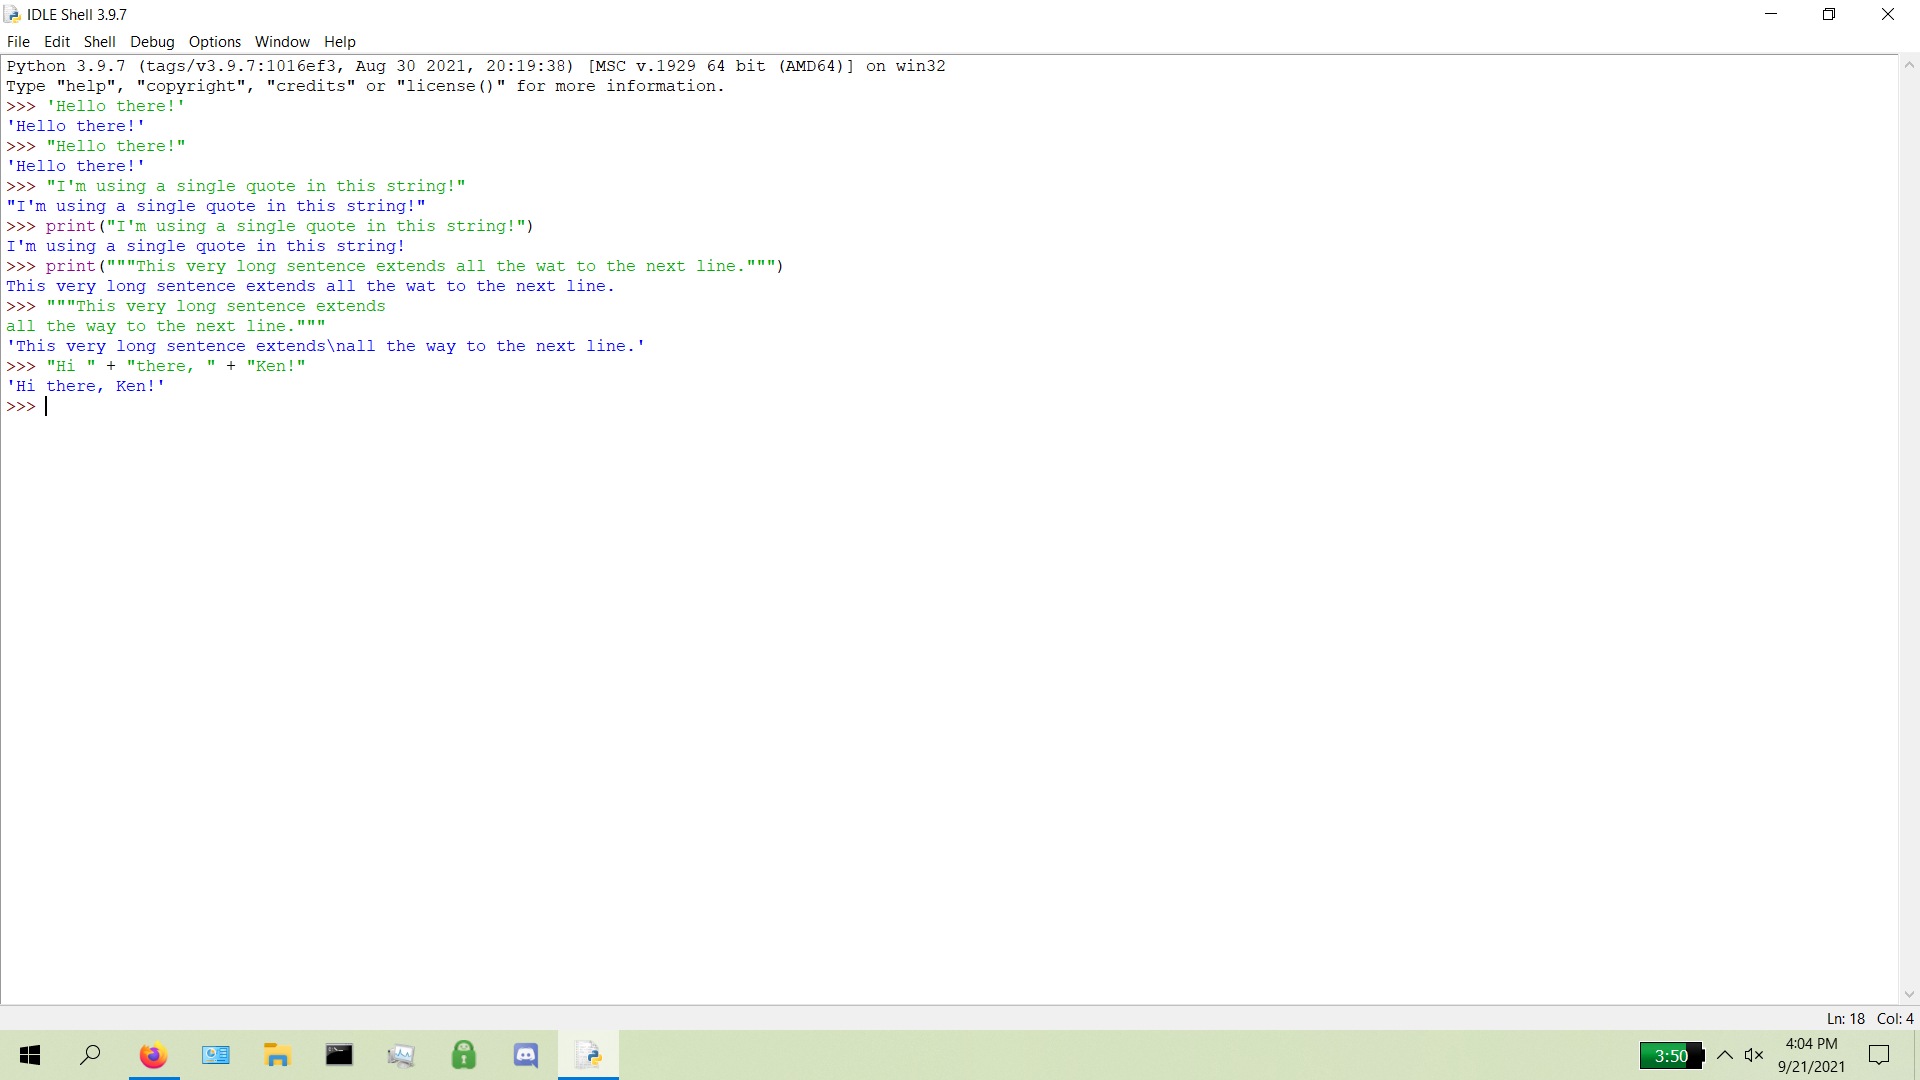 IDLE Shell 3.9.7
File Edit Shell Debug Options Window Help
Python 3.9.7 (tags/v3.9.7:1016ef3, Aug 30 2021, 20:19:38) [MSC v.1929 64 bit (AMD64)] on win32
Type "help", "copyright", "credits" or "license()" for more information.
>>> 'Hello there!'
'Hello there!'
>>> "Hello there!"
'Hello there!'
>>> "I'm using a single quote in this string!"
"I'm using a single quote in this string!"
>>> print("I'm using a single quote in this string!")
I'm using a single quote in this string!
>>> print("""This very long sentence extends all the wat to the next line.""")
This very long sentence extends all the wat to the next line.
>>> """This very long sentence extends
all the way to the next line."""
'This very long sentence extends\nall the way to the next line.'
>>> "Hi " + "there, " + "Ken!"
'Hi there, Ken!'
>>>
Ln: 18 Col: 4
3:50
4:04 PM
9/21/2021